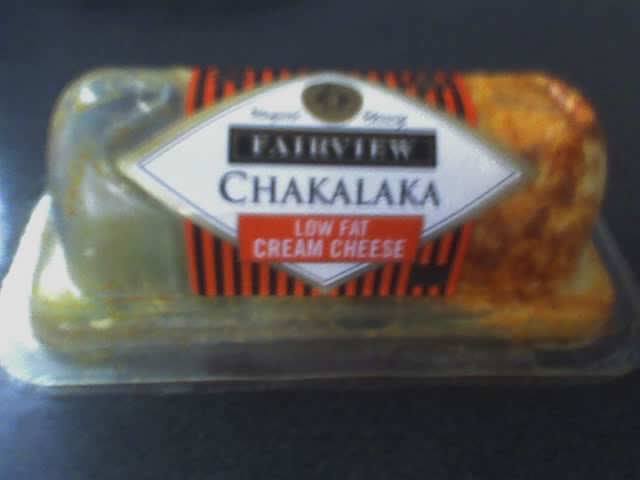 FAIRVIEW
CHAKALAKA
LOW FAT
CREAM CHEESE